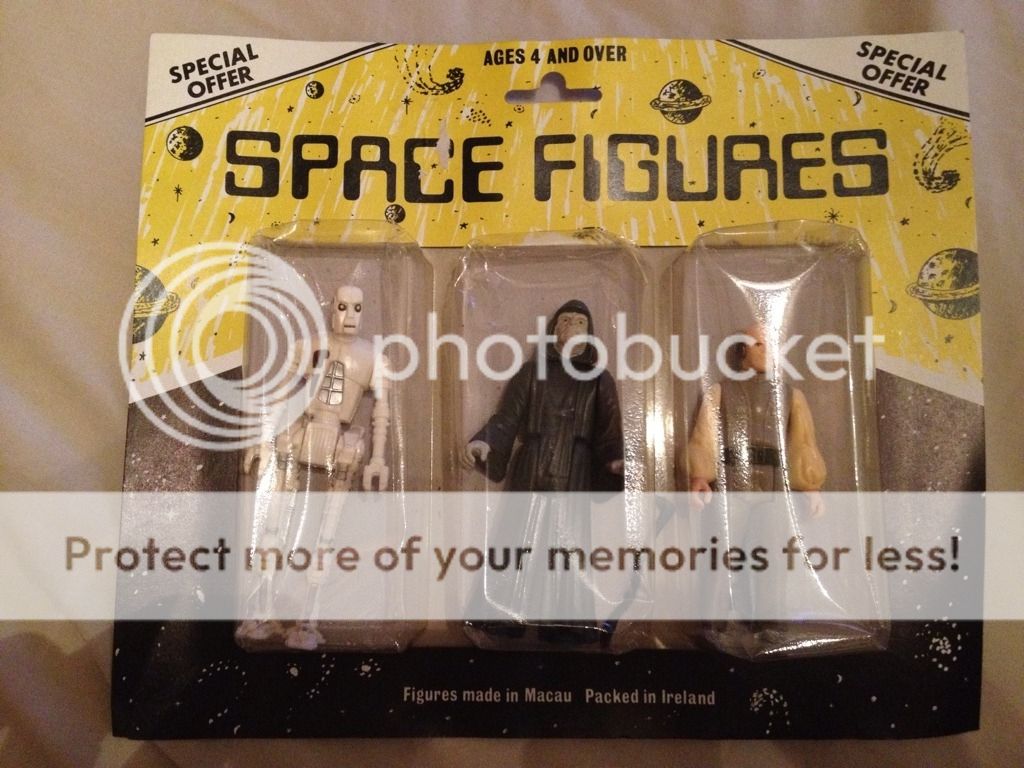 SPECIAL
OFFER
AGES 4 AND OVER
SPECIAL
OFFER
SPACE FIGURES
photobucket
Protect more of your memories for less!
Figures made in Macau Packed in Ireland